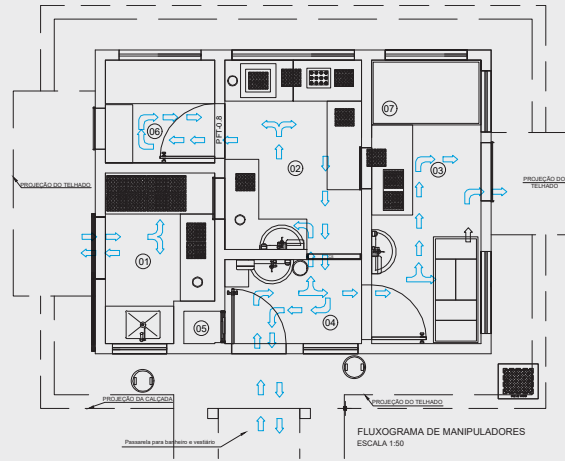 07
06
PFT-0.8
02
03
PROJEÇÃO DO TELHADO
PROJEÇÃO DO
TELHADO
01
05
04
PROJEÇÃO DA CALÇADA
PROJEÇÃO DO TELHADO
Passarela para banheiro e vestiário
FLUXOGRAMA DE MANIPULADORES
ESCALA 1:50